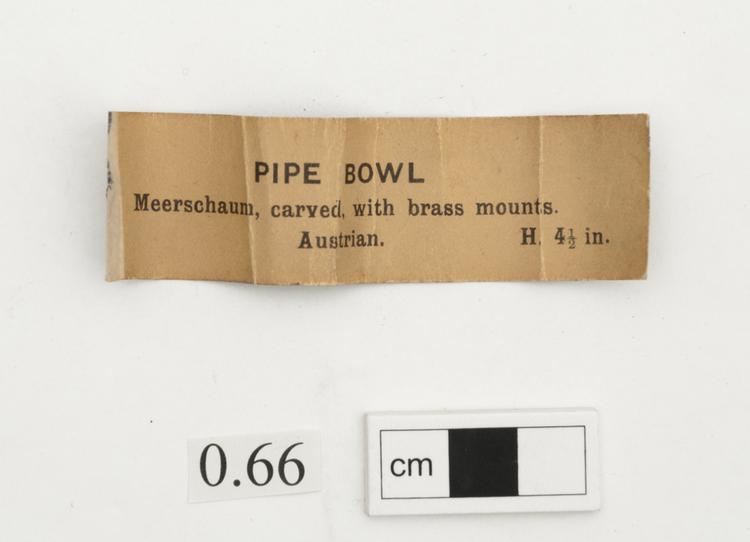 PIPE BOWL
Meerschaum, carved, with brass mounts.
Austrian. H. 4½ in.
0.66
cm